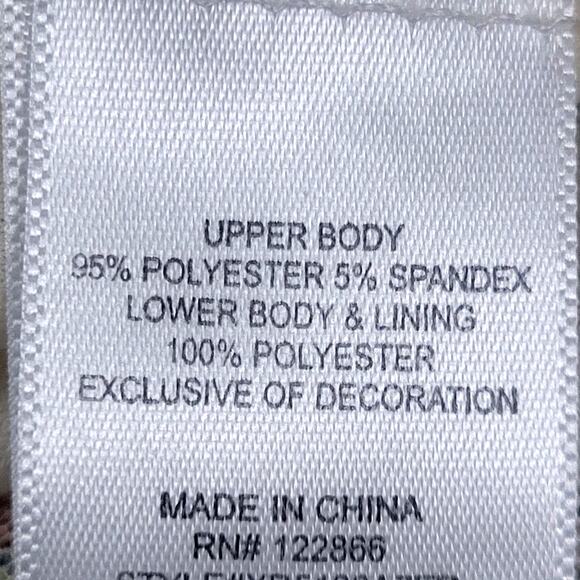 UPPER BODY
95% POLYESTER 5% SPANDEX
LOWER BODY & LINING
100% POLYESTER
EXCLUSIVE OF DECORATION
MADE IN CHINA
RN# 122866